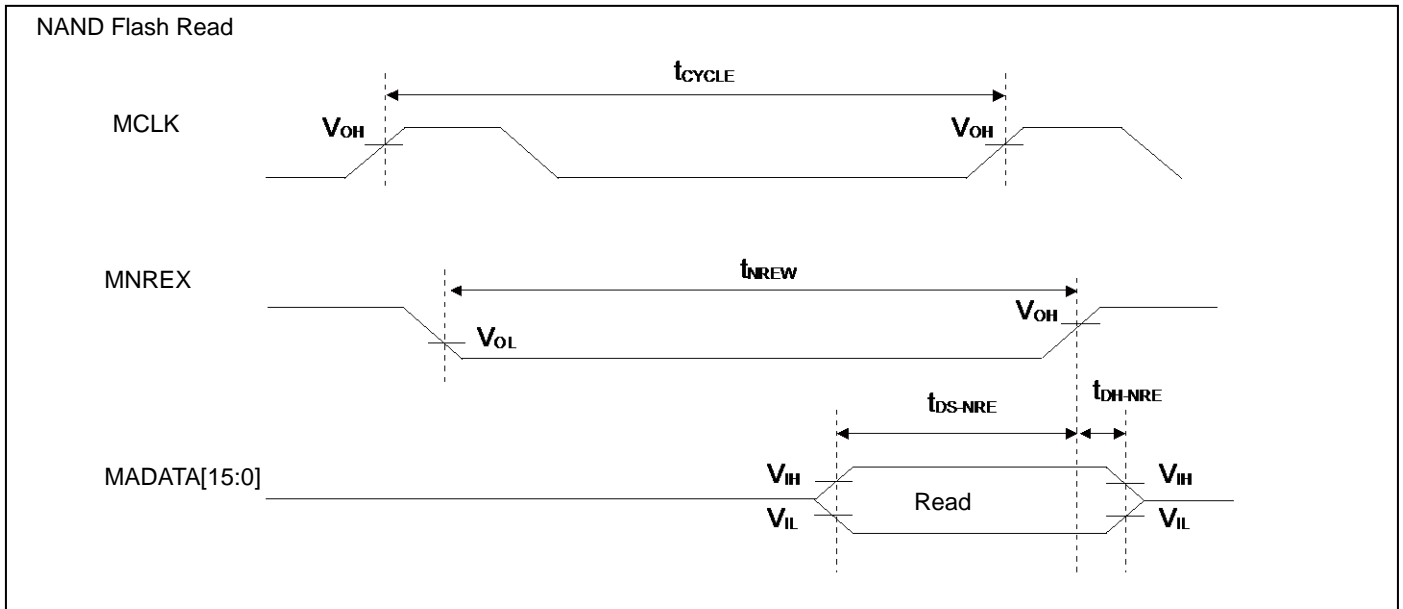 NAND Flash Read
tCYCLE
MCLK
VOH
VOH
tNREW
MNREX
VOH
VOL
tDS-NRE
tDH-NRE
MADATA[15:0]
VIH
VIH
Read
VIL
VIL